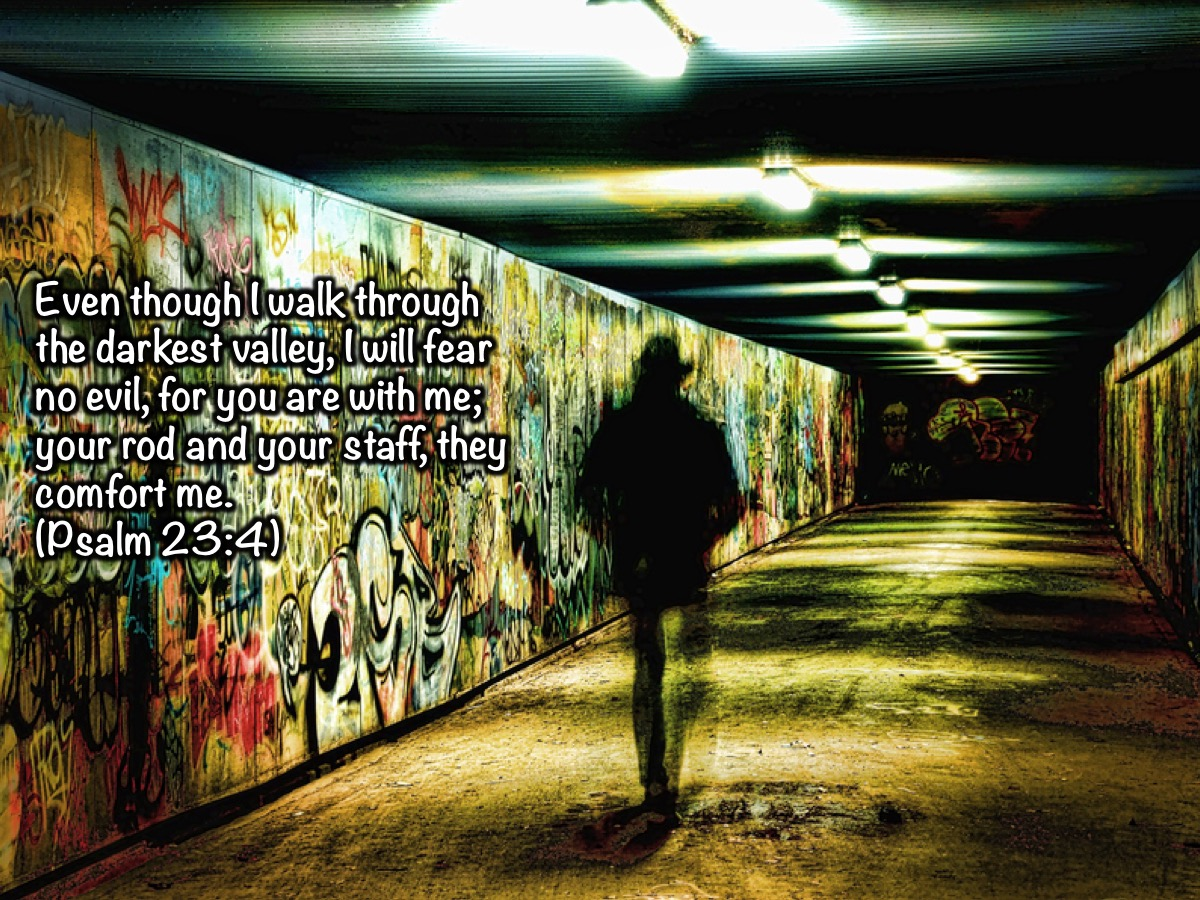 WAK
Even though I walk through
the darkest valley, I will fear
no evil, for you are with me;
your rod and your staff, they
comfort me.
(Psalm 23:4)